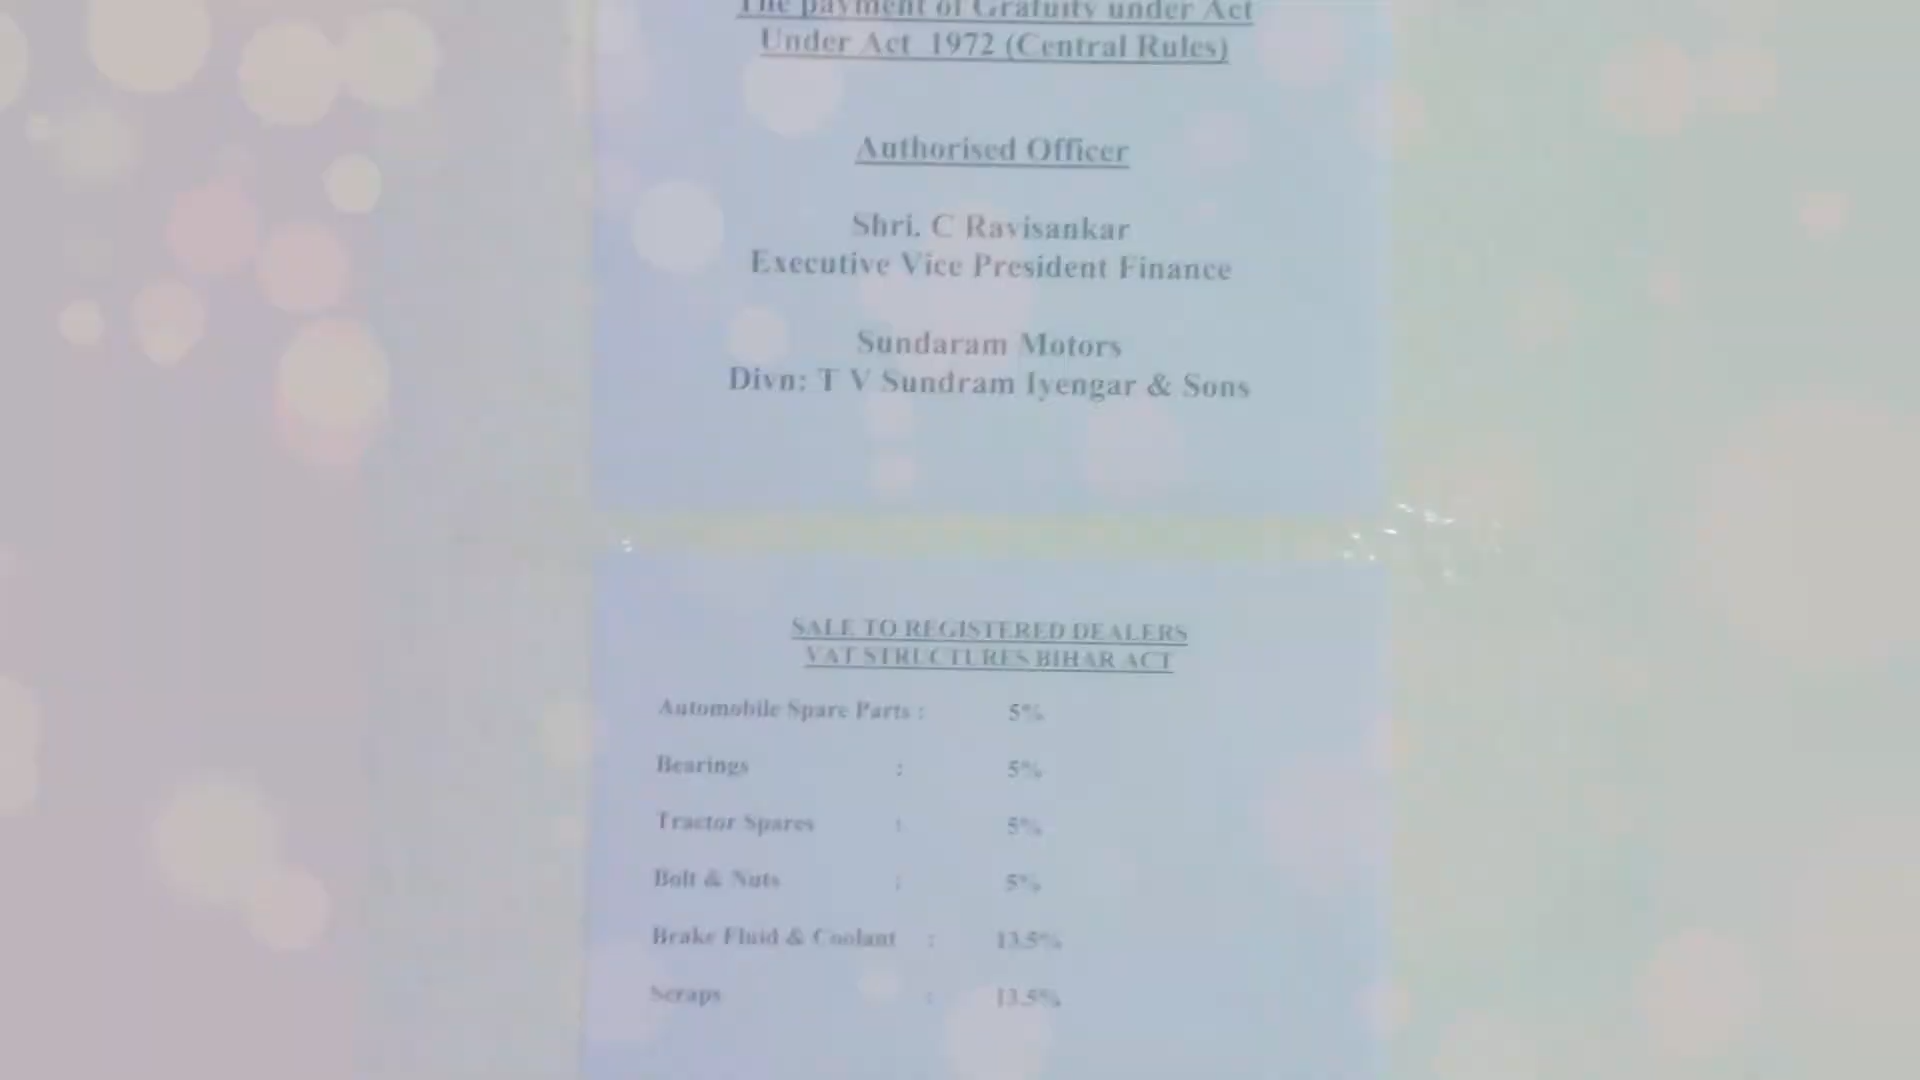 The payment of Gratuity under Act
Under Act 1972 (Central Rules)
Authorised Officer
Shri. C Ravisankar
Executive Vice President Finance
Sundaram Motors
Divn: T V Sundram Iyengar & Sons
SALE TO REGISTERED DEALERS
VAT STRUCTURES BIHAR ACT
Automobile Spare Parts : 5%
Bearings : 5%
Tractor Spares : 5%
Bolt & Nuts : 5%
Brake Fluid & Coolant : 13.5%
Scraps : 13.5%